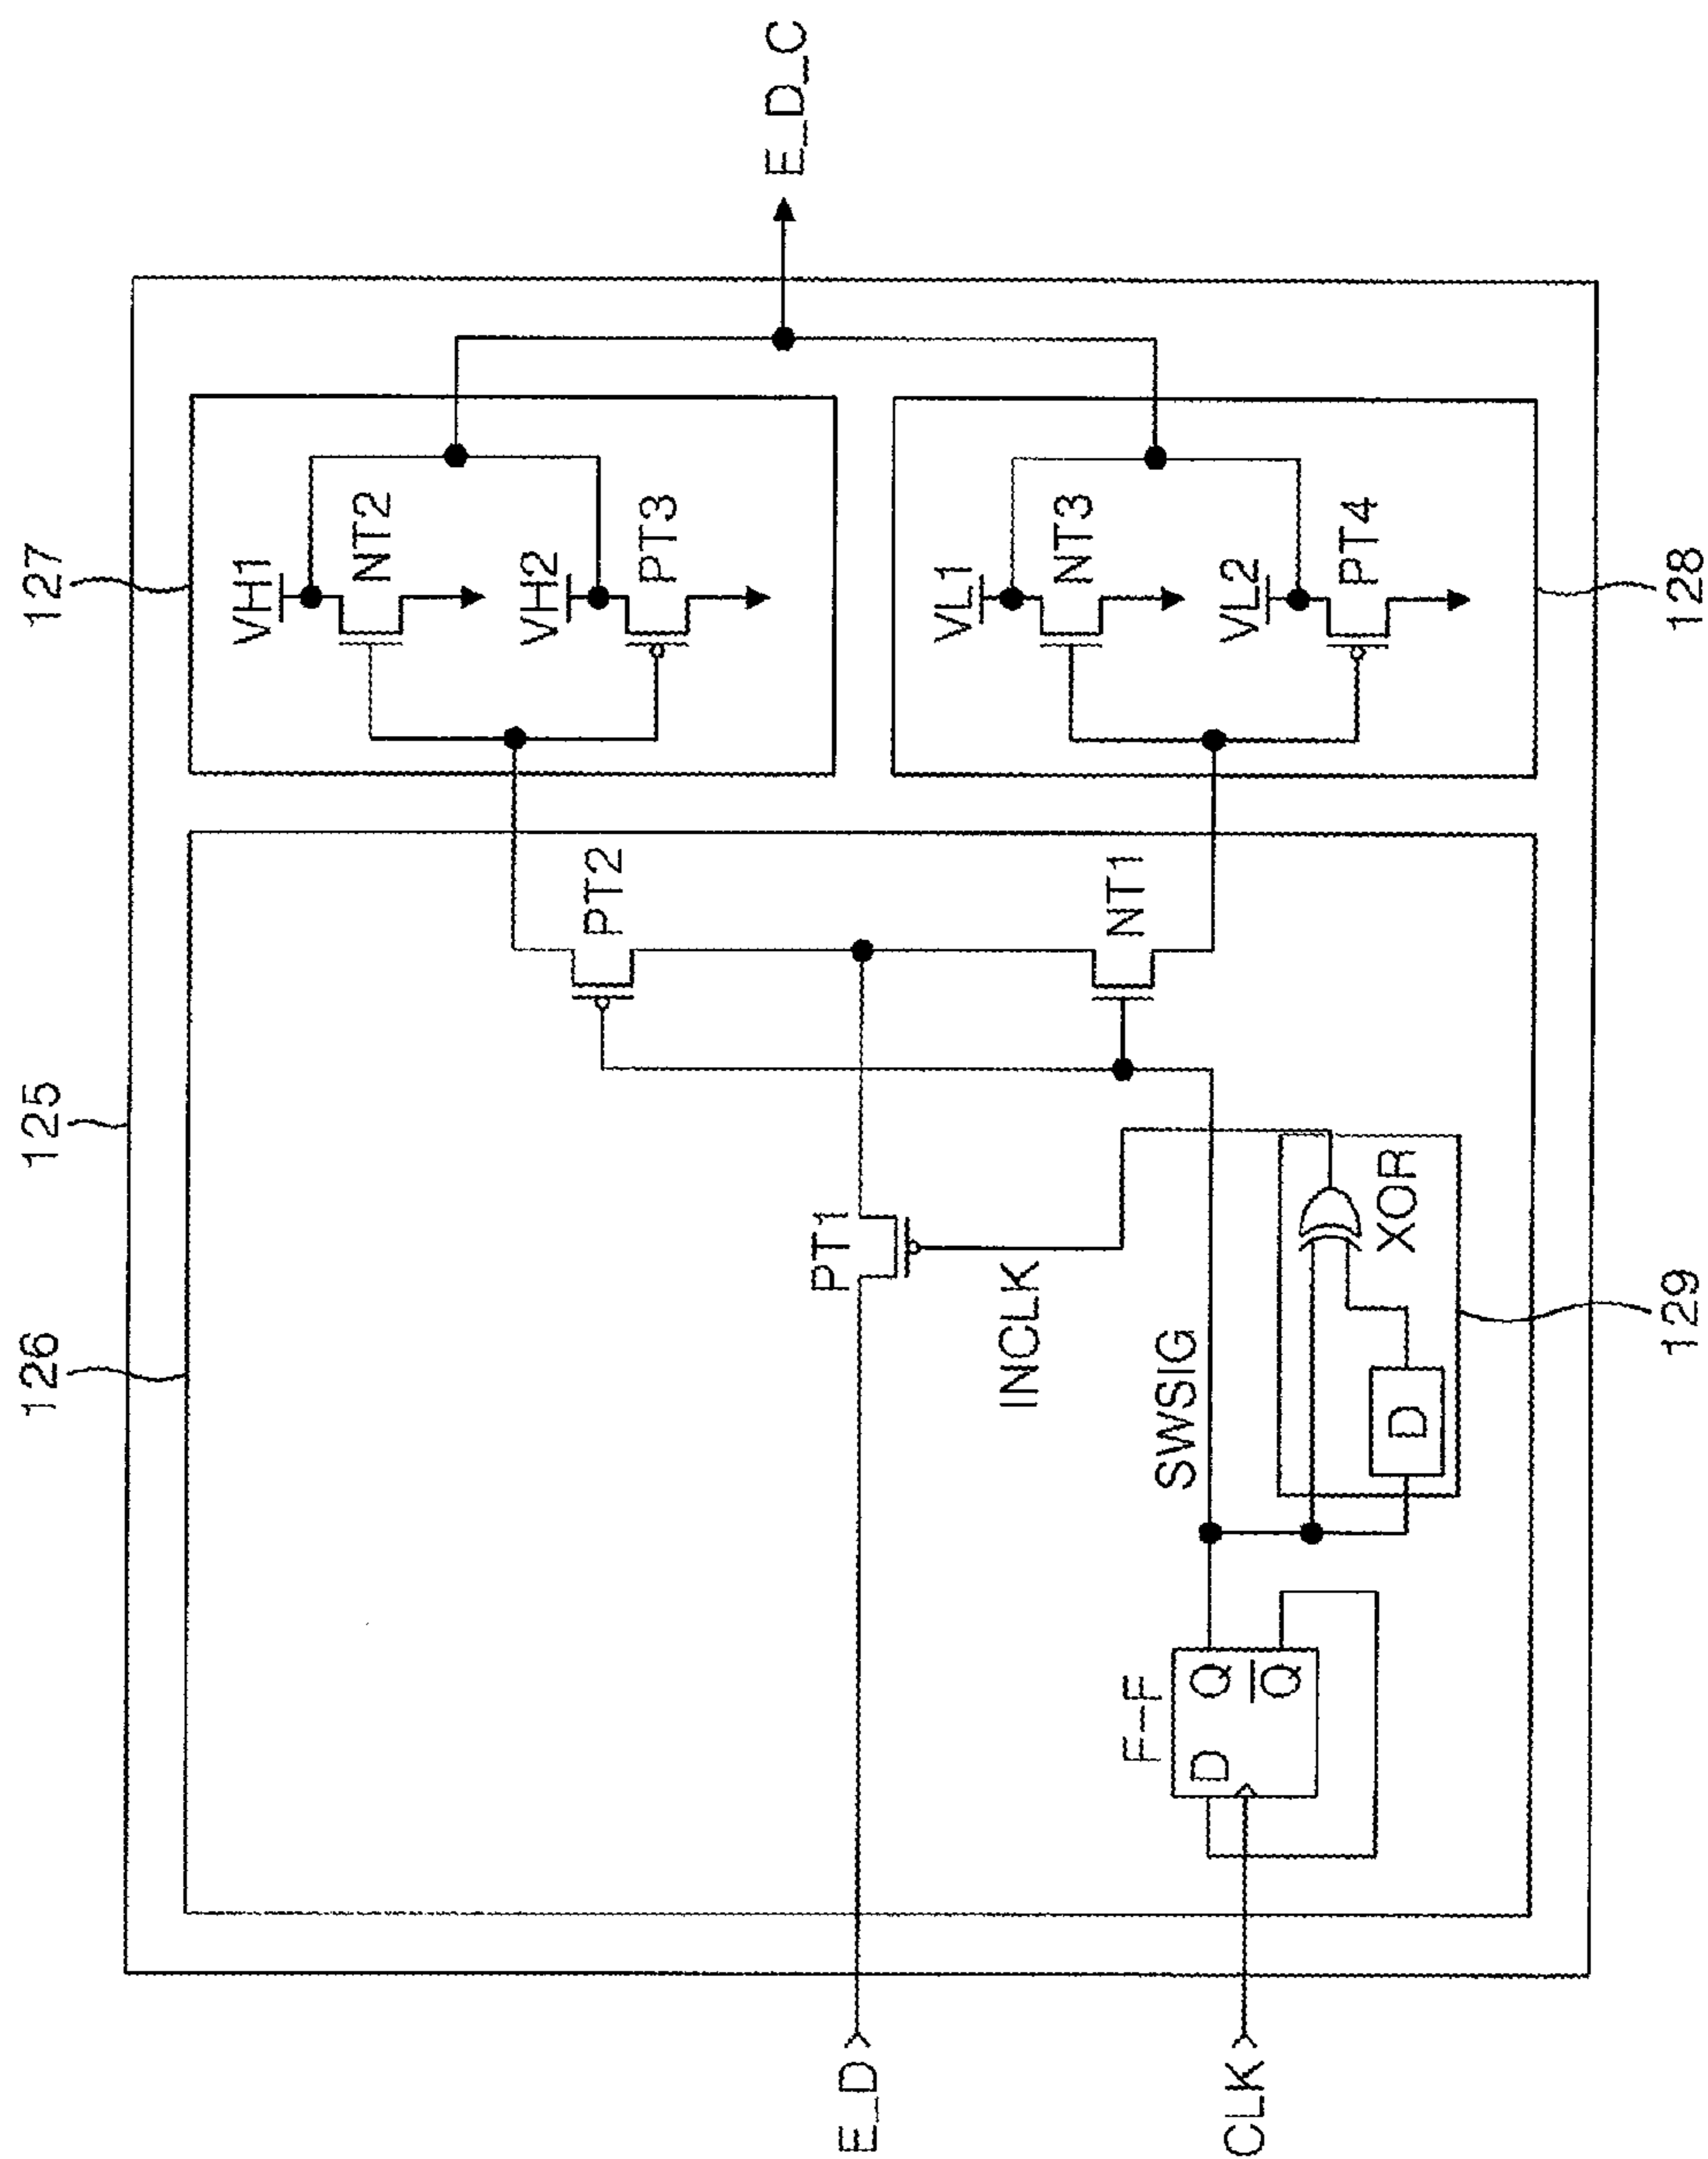 125
126
127
VH1
NT2
VH2
PT3
E_D_C
VL1
NT3
VL2
PT4
128
PT2
NT1
PT1
INCLK
SWSIG
XOR
D
129
F-F
D
Q
Q̅
E_D
CLK